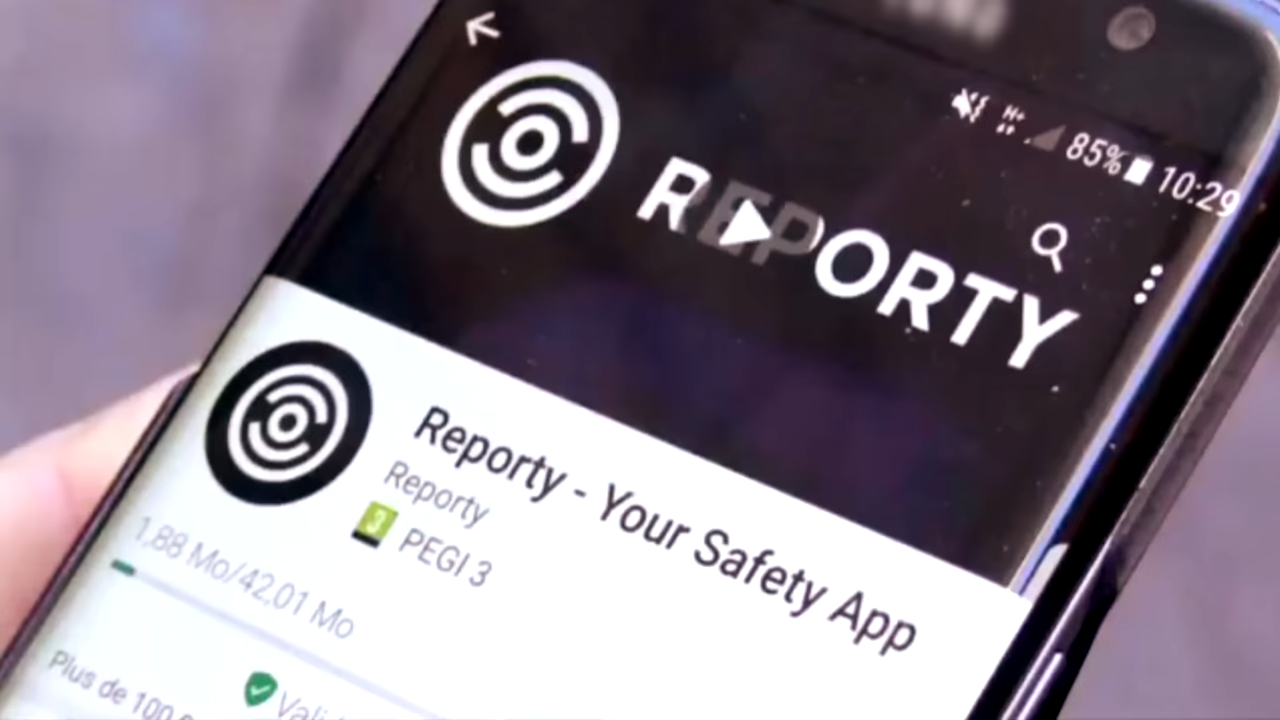 H+
85% 10:29
REPORTY
Reporty - Your Safety App
Reporty
3 PEGI 3
1,88 Mo/42,01 Mo
Plus de 100